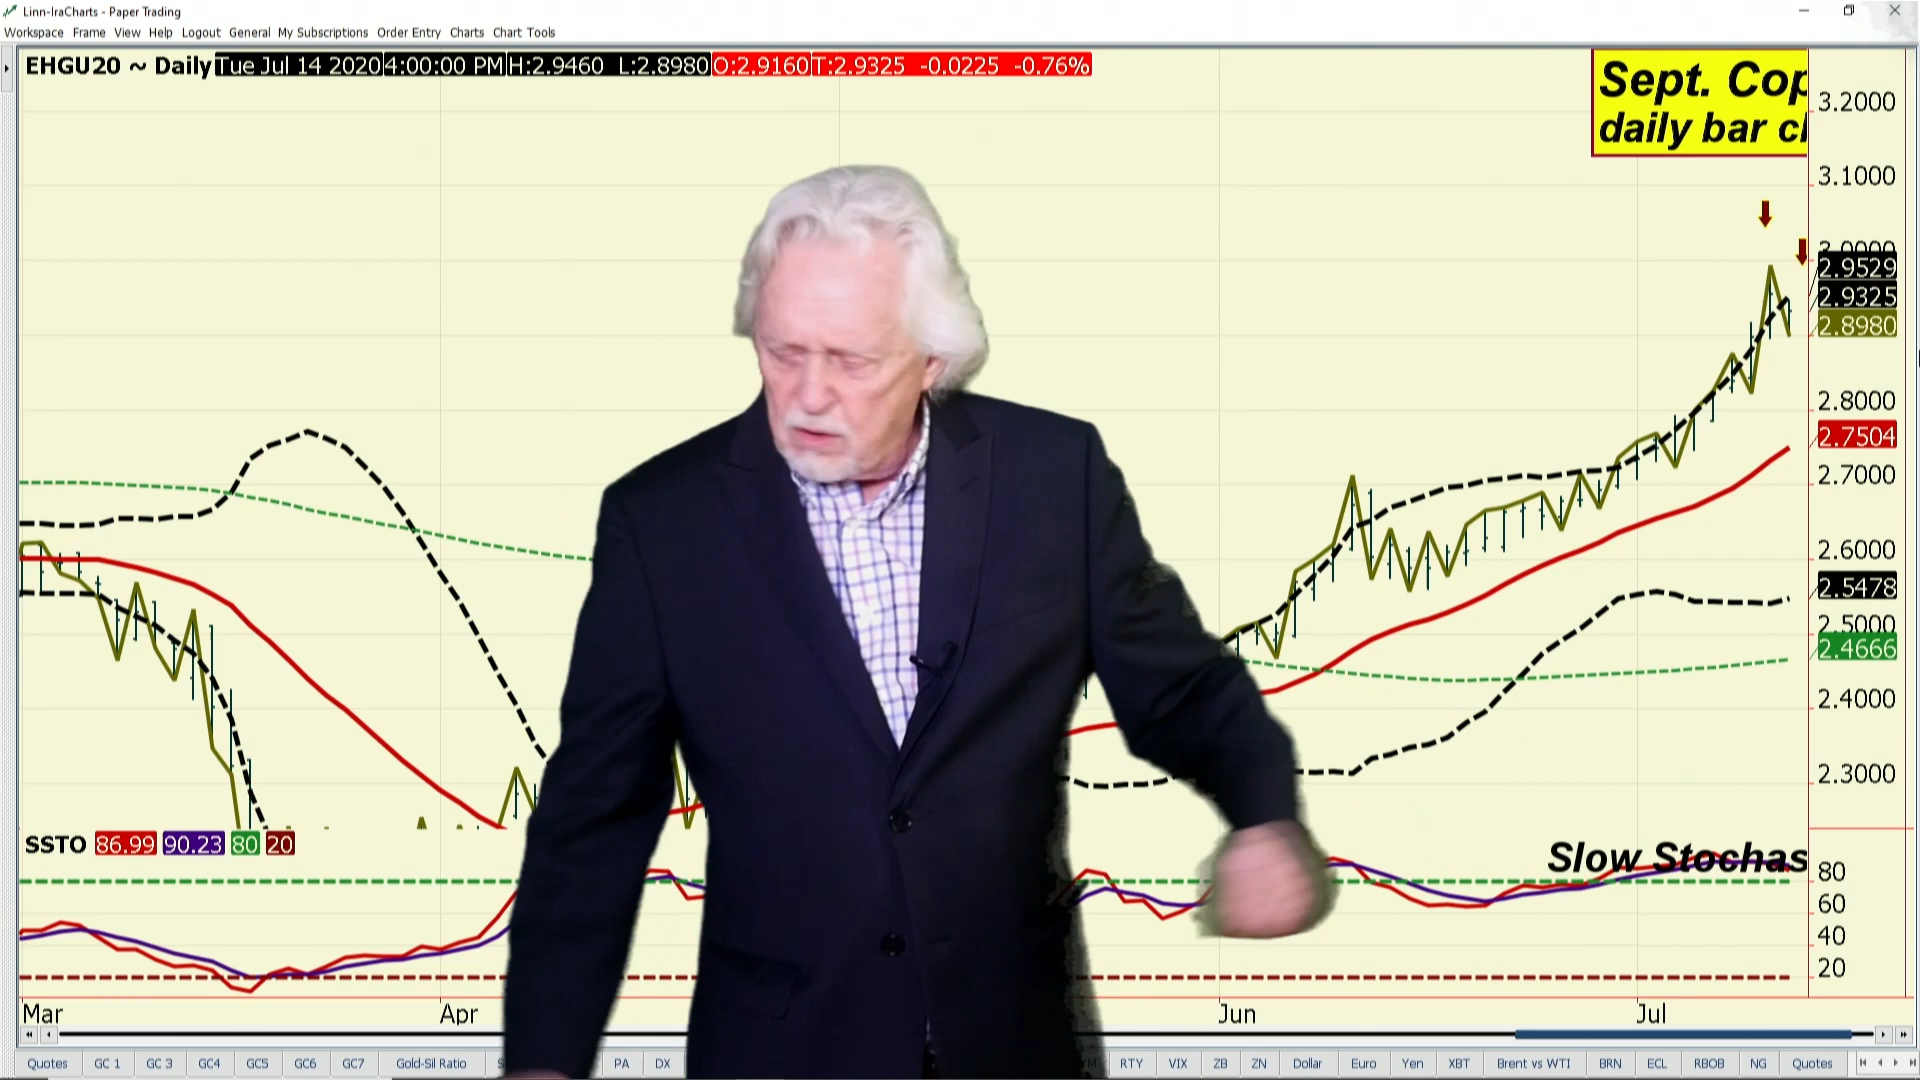 Linn-IraCharts - Paper Trading
Workspace Frame View Help Logout General My Subscriptions Order Entry Charts Chart Tools
EHGU20 ~ Daily Tue Jul 14 2020 4:00:00 PM H:2.9460 L:2.8980 O:2.9160 T:2.9325 -0.0225 -0.76%
Sept. Cop
daily bar
3.2000
3.1000
3.0000
2.9529
2.9325
2.8980
2.8000
2.7504
2.7000
2.6000
2.5478
2.5000
2.4666
2.4000
2.3000
SSTO 86.99 90.23 80 20
Slow Stochas
80
60
40
20
Mar Apr Jun Jul
Quotes GC 1 GC 3 GC4 GC5 GC6 GC7 Gold-Sil Ratio PA DX RTY VIX ZB ZN Dollar Euro Yen XBT Brent vs WTI BRN ECL RBOB NG Quotes